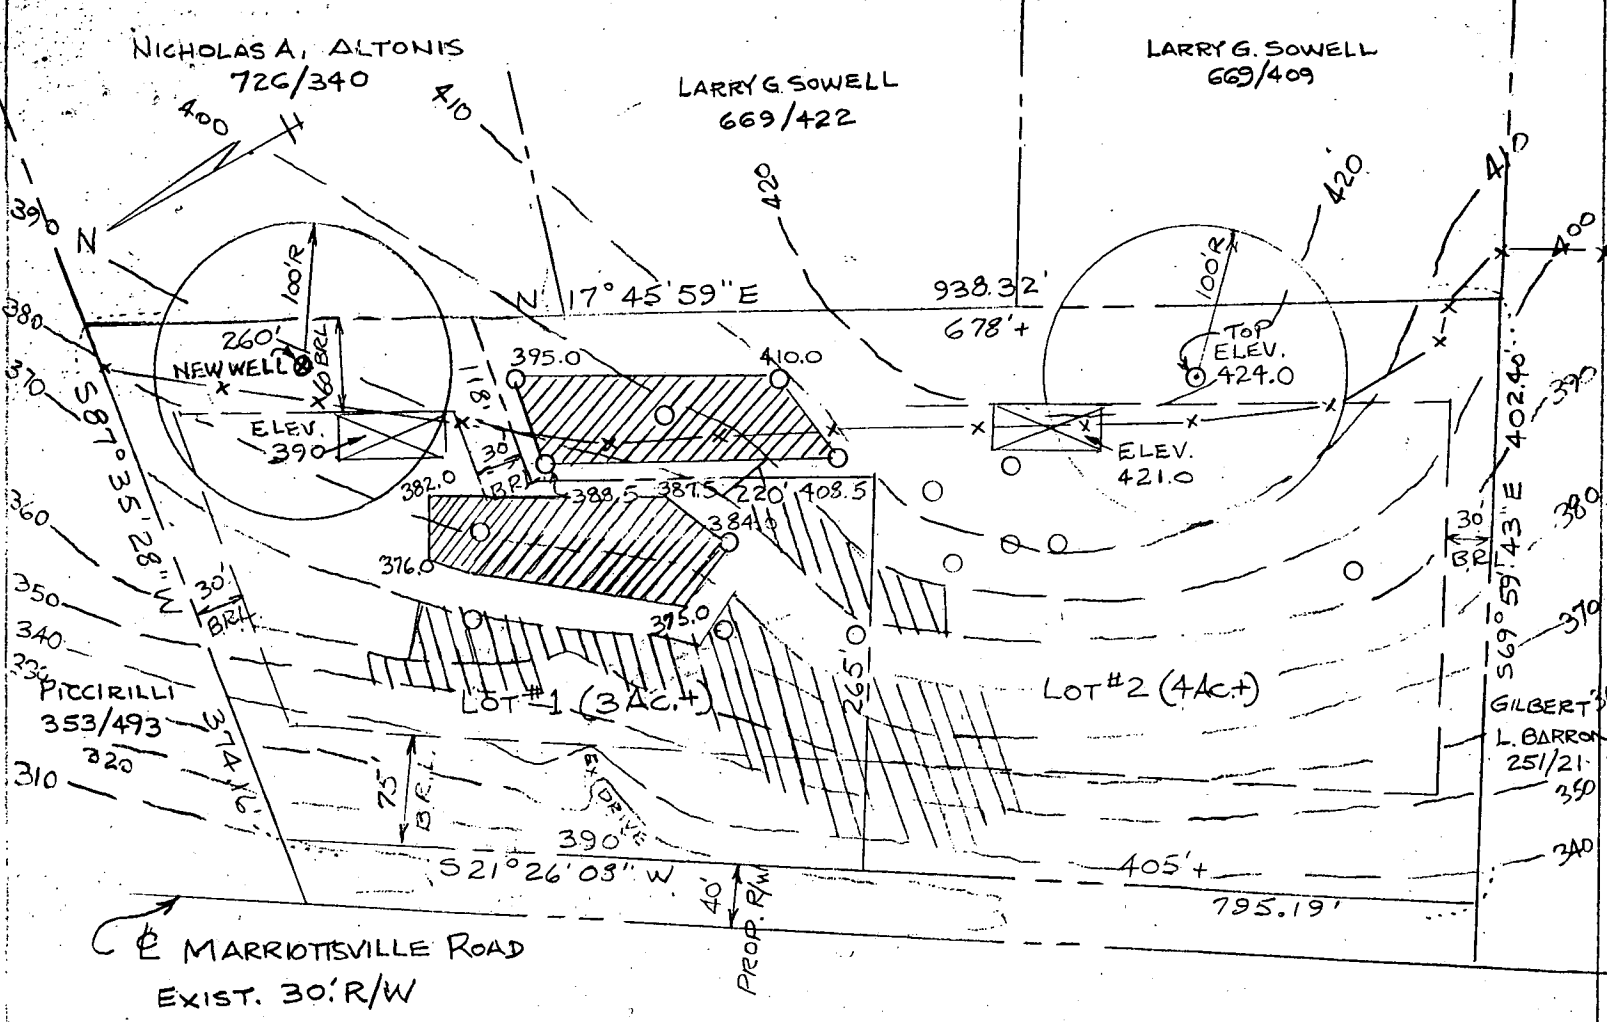 NICHOLAS A. ALTONIS
726/340
LARRY G. SOWELL
669/422
LARRY G. SOWELL
669/409
400
410
420
420
410
400
390
N
380
370
360
350
340
330
320
310
100'R
100'R
N 17° 45' 59" E
938.32'
678'+
260'
NEW WELL
60 BRL
118'
395.0
410.0
TOP
ELEV.
424.0
ELEV.
390
30'
BRL
388.5
387.5
220'
408.5
ELEV.
421.0
382.0
384.0
376.0
375.0
S 87° 35' 28" W
374.16'
30'
BRL
S 69° 59' 43" E 402.40'
30'
BR
390
380
370
350
340
PICCIRILLI
353/493
LOT #1 (3 AC.+)
265'
LOT #2 (4 AC.+)
GILBERT
L. BARRON
251/21
75'
B.R.L.
EX. DRIVE
390'
S 21° 26' 03" W
405'+
795.19'
40'
PROP. R/W
℄ MARRIOTTSVILLE ROAD
EXIST. 30' R/W